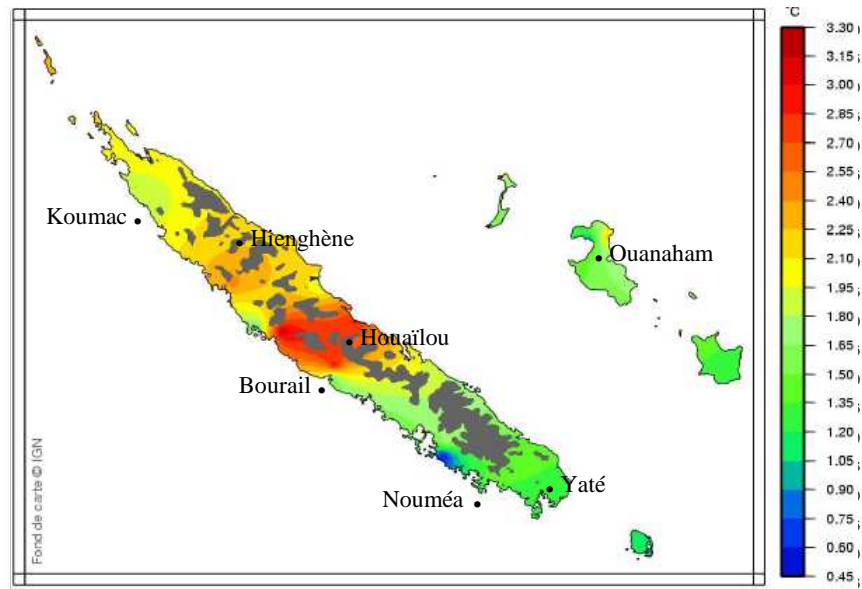 °C
3.30
3.15
3.00
2.85
2.70
2.55
2.40
2.25
2.10
1.95
1.80
1.65
1.50
1.35
1.20
1.05
0.90
0.75
0.60
0.45
Koumac
Hienghène
Ouanaham
Houaïlou
Bourail
Nouméa
Yaté
Fond de carte © IGN